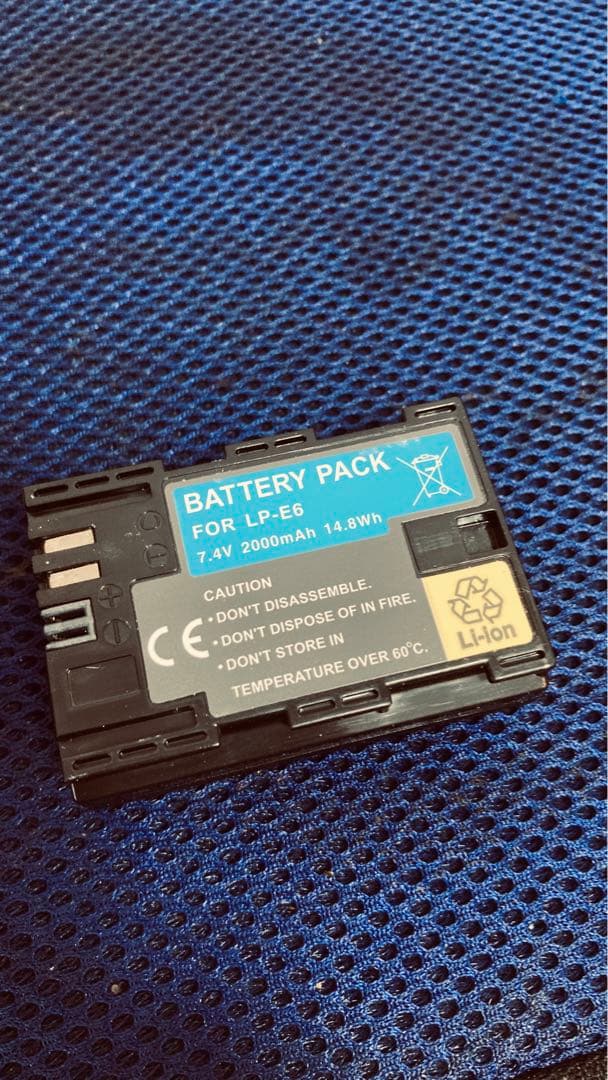 BATTERY PACK
FOR LP-E6
7.4V 2000mAh 14.8Wh
CAUTION
• DON'T DISASSEMBLE.
• DON'T DISPOSE OF IN FIRE.
• DON'T STORE IN
TEMPERATURE OVER 60°C.
CE
Li-ion
+
-